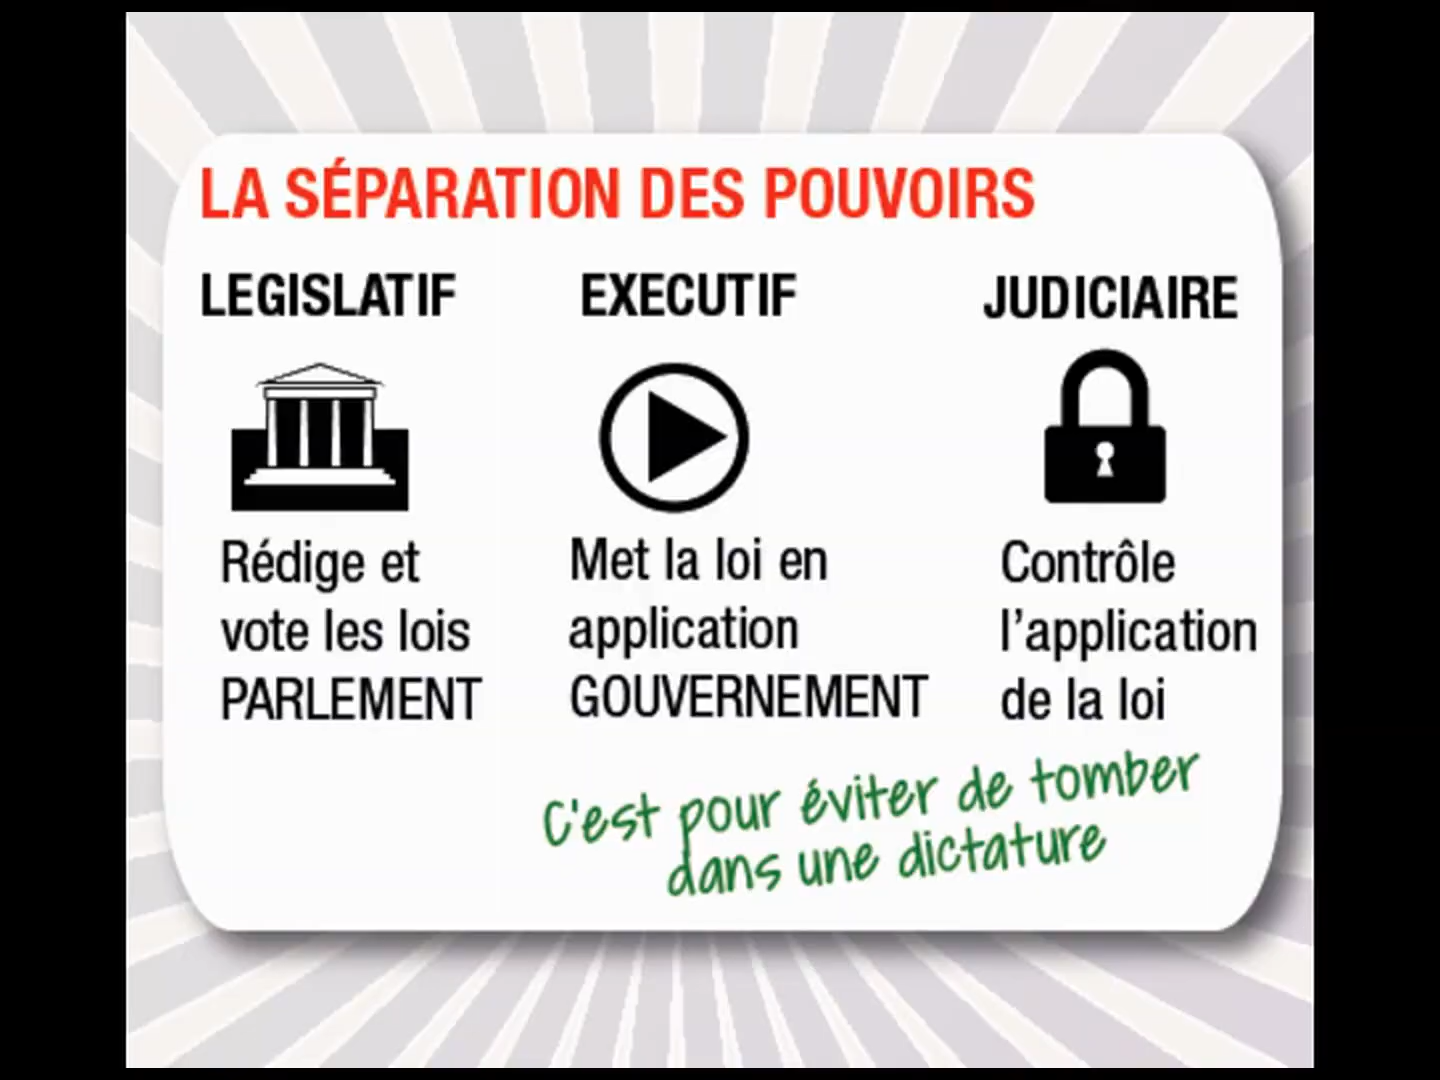 LA SÉPARATION DES POUVOIRS
LEGISLATIF
Rédige et
vote les lois
PARLEMENT
EXECUTIF
Met la loi en
application
GOUVERNEMENT
JUDICIAIRE
Contrôle
l'application
de la loi
C'est pour éviter de tomber
dans une dictature